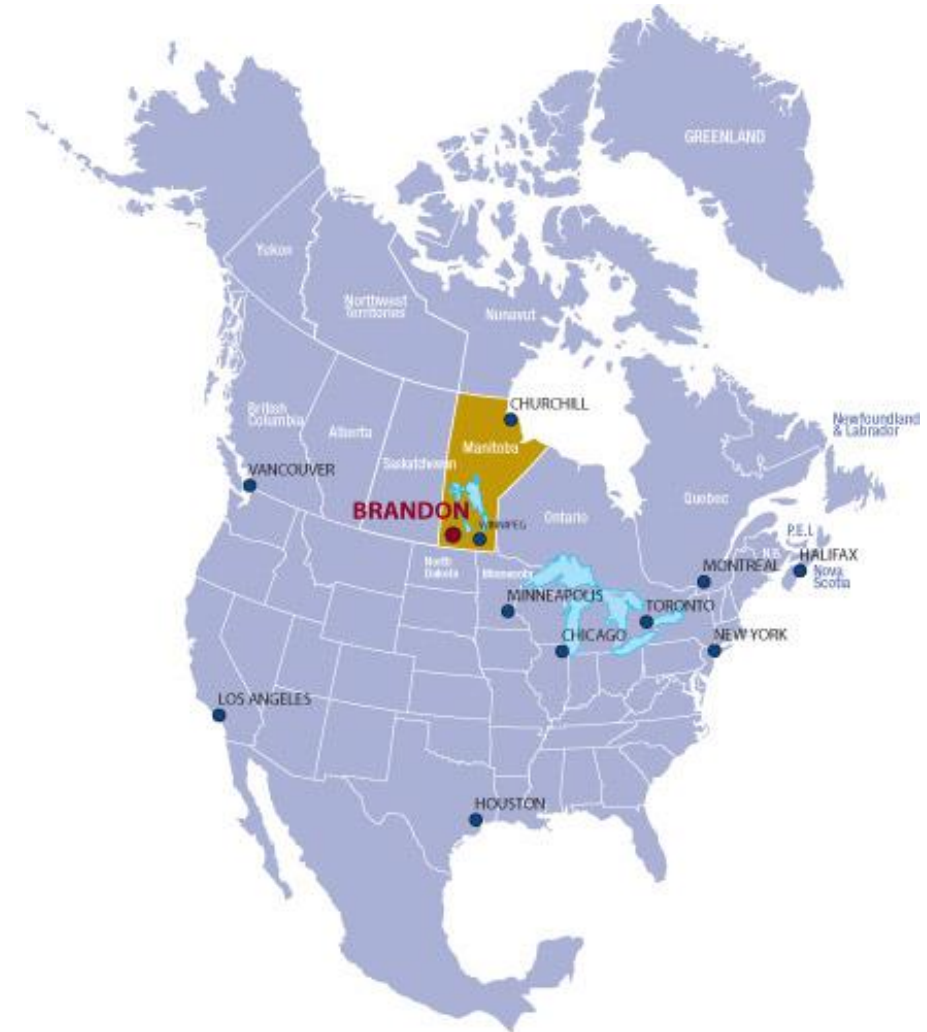 GREENLAND
Yukon
Northwest
Territories
Nunavut
CHURCHILL
British
Columbia
Alberta
Saskatchewan
Manitoba
Newfoundland
& Labrador
VANCOUVER
BRANDON
WINNIPEG
Ontario
Quebec
P.E.I.
N.B.
HALIFAX
Nova
Scotia
North
Dakota
Minnesota
MONTREAL
MINNEAPOLIS
TORONTO
CHICAGO
NEW YORK
LOS ANGELES
HOUSTON